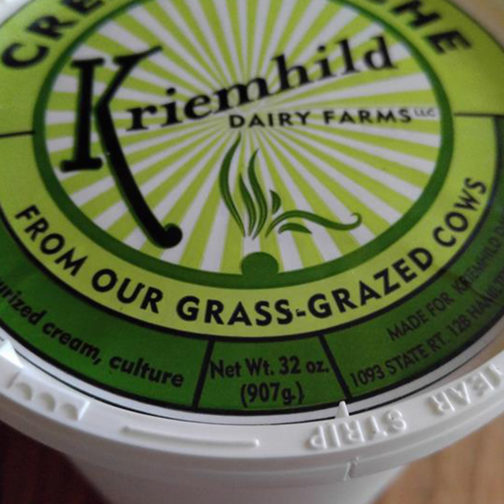 Kriemhild
DAIRY FARMS LLC
FROM OUR GRASS-GRAZED COWS
cream, culture
Net Wt. 32 oz.
(907g.)
MADE FOR KRIEMHILD
1093 STATE RT. 12B
TEAR STRIP